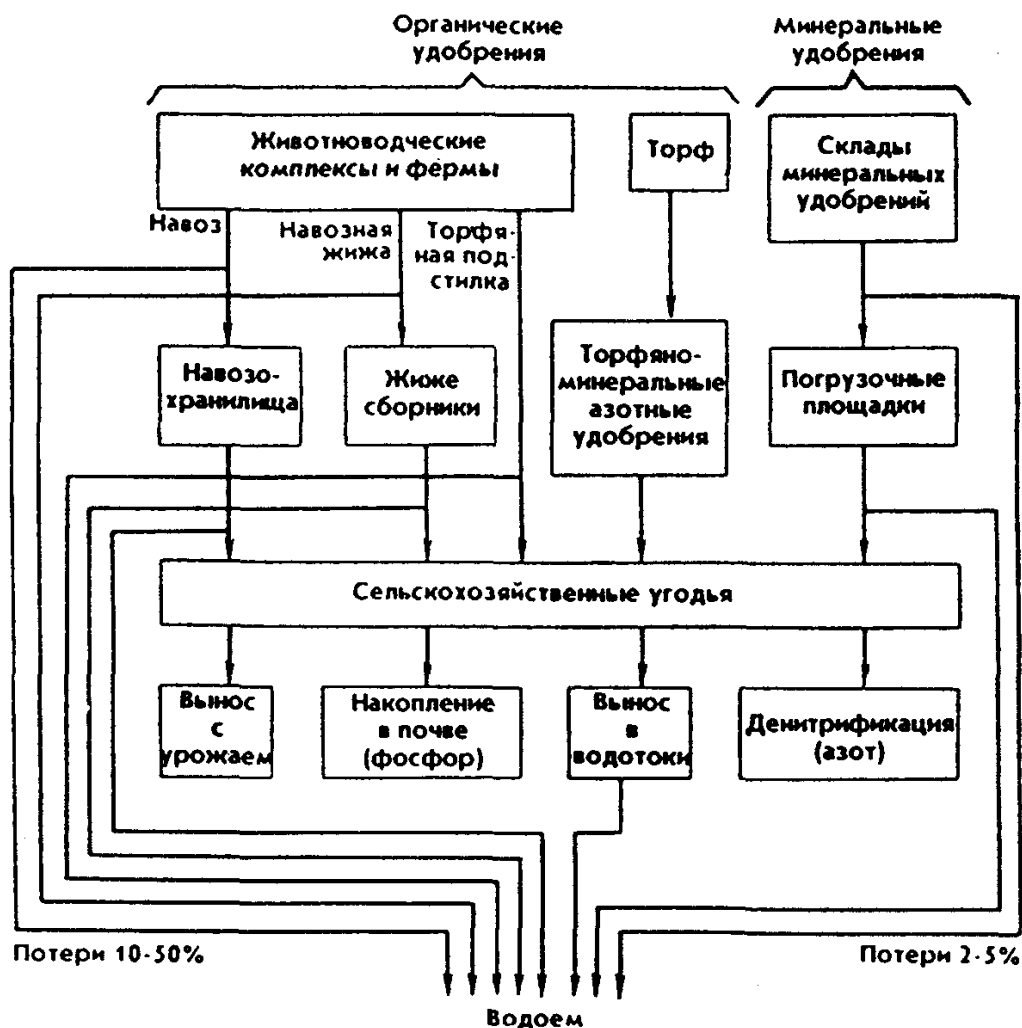 Органические
удобрения
Минеральные
удобрения
Животноводческие
комплексы и фермы
Торф
Склады
минеральных
удобрений
Навоз
Навозная
жижа
Торфя-
ная под-
стилка
Навозо-
хранилища
Жиже
сборники
Торфяно-
минеральные
азотные
удобрения
Погрузочные
площадки
Сельскохозяйственные угодья
Вынос
с
урожаем
Накопление
в почве
(фосфор)
Вынос
в
водотоки
Денитрификация
(азот)
Потери 10-50%
Потери 2-5%
Водоем